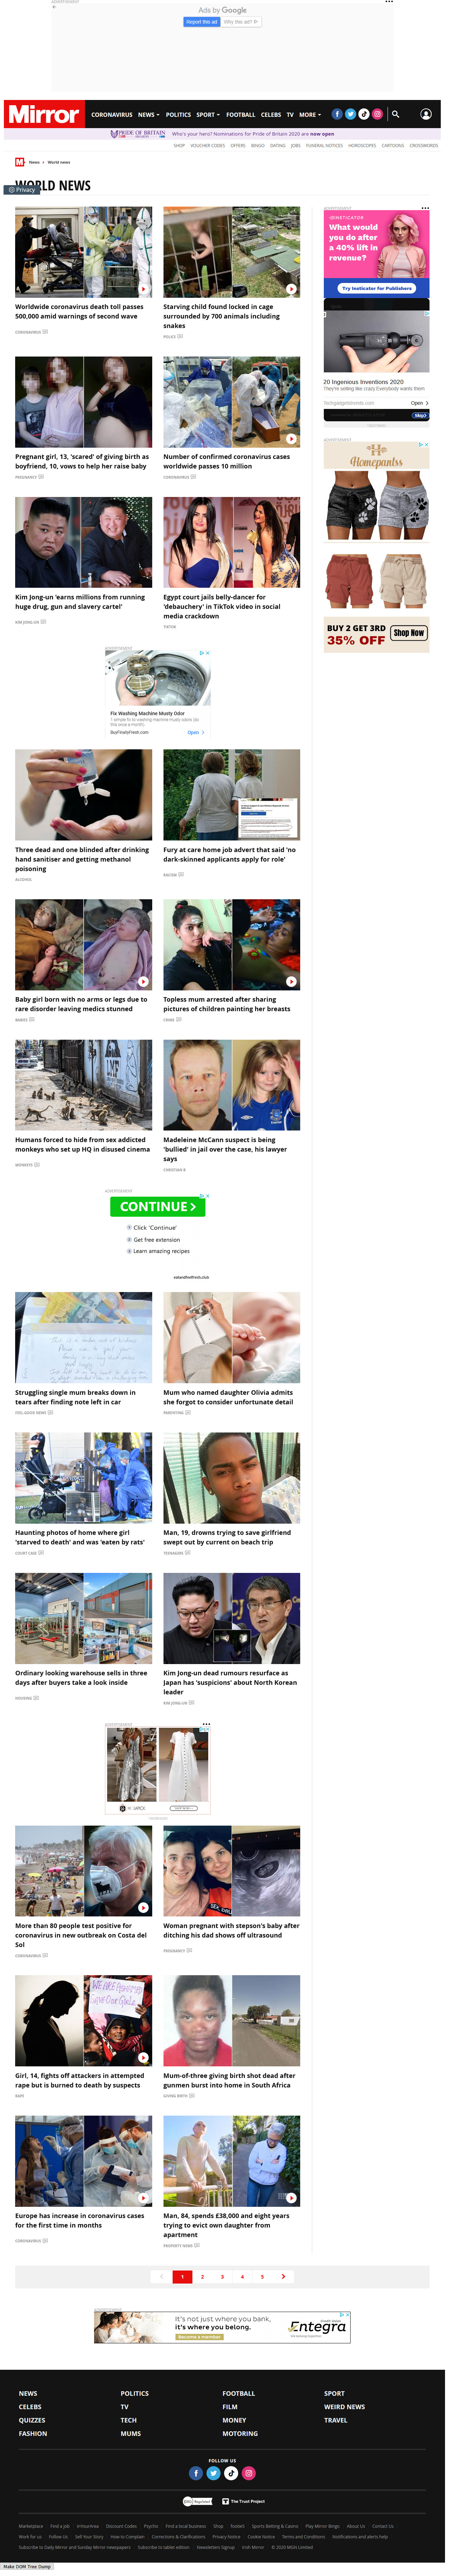 ADVERTISEMENT
Ads by Google
Report this ad
Why this ad?
Mirror
CORONAVIRUS NEWS POLITICS SPORT FOOTBALL CELEBS TV MORE
PRIDE OF BRITAIN
Who's your hero? Nominations for Pride of Britain 2020 are now open
SHOP VOUCHER CODES OFFERS BINGO DATING JOBS FUNERAL NOTICES HOROSCOPES CARTOONS CROSSWORDS
News > World news
Privacy
WORLD NEWS
Worldwide coronavirus death toll passes
500,000 amid warnings of second wave
CORONAVIRUS
Starving child found locked in cage
surrounded by 700 animals including
snakes
POLICE
Pregnant girl, 13, 'scared' of giving birth as
boyfriend, 10, vows to help her raise baby
PREGNANCY
Number of confirmed coronavirus cases
worldwide passes 10 million
CORONAVIRUS
Kim Jong-un 'earns millions from running
huge drug, gun and slavery cartel'
KIM JONG-UN
Egypt court jails belly-dancer for
'debauchery' in TikTok video in social
media crackdown
TIKTOK
ADVERTISEMENT
INSTICATOR
What would
you do after
a 40% lift in
revenue?
Try Insticator for Publishers
20 Ingenious Inventions 2020
They're selling like crazy. Everybody wants them
Techgadgetstrends.com
Open
Skip
ADVERTISEMENT
Homepantss
BUY 2 GET 3RD
35% OFF
Shop Now
ADVERTISEMENT
Fix Washing Machine Musty Odor
1 simple fix to washing machine musty odors (do
this once a month).
BuyFinallyFresh.com
Open
Three dead and one blinded after drinking
hand sanitiser and getting methanol
poisoning
ALCOHOL
Fury at care home job advert that said 'no
dark-skinned applicants apply for role'
RACISM
Baby girl born with no arms or legs due to
rare disorder leaving medics stunned
BABIES
Topless mum arrested after sharing
pictures of children painting her breasts
CRIME
Humans forced to hide from sex addicted
monkeys who set up HQ in disused cinema
MONKEYS
Madeleine McCann suspect is being
'bullied' in jail over the case, his lawyer
says
CHRISTIAN B
ADVERTISEMENT
CONTINUE
1 Click 'Continue'
2 Get free extension
3 Learn amazing recipes
eatandfeelfresh.club
Struggling single mum breaks down in
tears after finding note left in car
FEEL-GOOD NEWS
Mum who named daughter Olivia admits
she forgot to consider unfortunate detail
PARENTING
Haunting photos of home where girl
'starved to death' and was 'eaten by rats'
COURT CASE
Man, 19, drowns trying to save girlfriend
swept out by current on beach trip
TEENAGERS
Ordinary looking warehouse sells in three
days after buyers take a look inside
HOUSING
Kim Jong-un dead rumours resurface as
Japan has 'suspicions' about North Korean
leader
KIM JONG-UN
ADVERTISEMENT
More than 80 people test positive for
coronavirus in new outbreak on Costa del
Sol
CORONAVIRUS
Woman pregnant with stepson's baby after
ditching his dad shows off ultrasound
PREGNANCY
Girl, 14, fights off attackers in attempted
rape but is burned to death by suspects
RAPE
Mum-of-three giving birth shot dead after
gunmen burst into home in South Africa
GIVING BIRTH
Europe has increase in coronavirus cases
for the first time in months
CORONAVIRUS
Man, 84, spends £38,000 and eight years
trying to evict own daughter from
apartment
PROPERTY NEWS
1 2 3 4 5
It's not just where you bank,
it's where you belong.
Become a member
Entegra
NEWS POLITICS FOOTBALL SPORT
CELEBS TV FILM WEIRD NEWS
QUIZZES TECH MONEY TRAVEL
FASHION MUMS MOTORING
FOLLOW US
The Trust Project
Marketplace Find a job InYourArea Discount Codes Psychic Find a local business Shop Sports Betting & Casino Play Mirror Bingo About Us Contact Us
Work for us Follow Us Sell Your Story How to Complain Corrections & Clarifications Privacy Notice Cookie Notice Terms and Conditions Notifications and alerts help
Subscribe to Daily Mirror and Sunday Mirror newspapers Subscribe to tablet edition Newsletters Signup Irish Mirror © 2020 MGN Limited
Make DOM Tree Dump